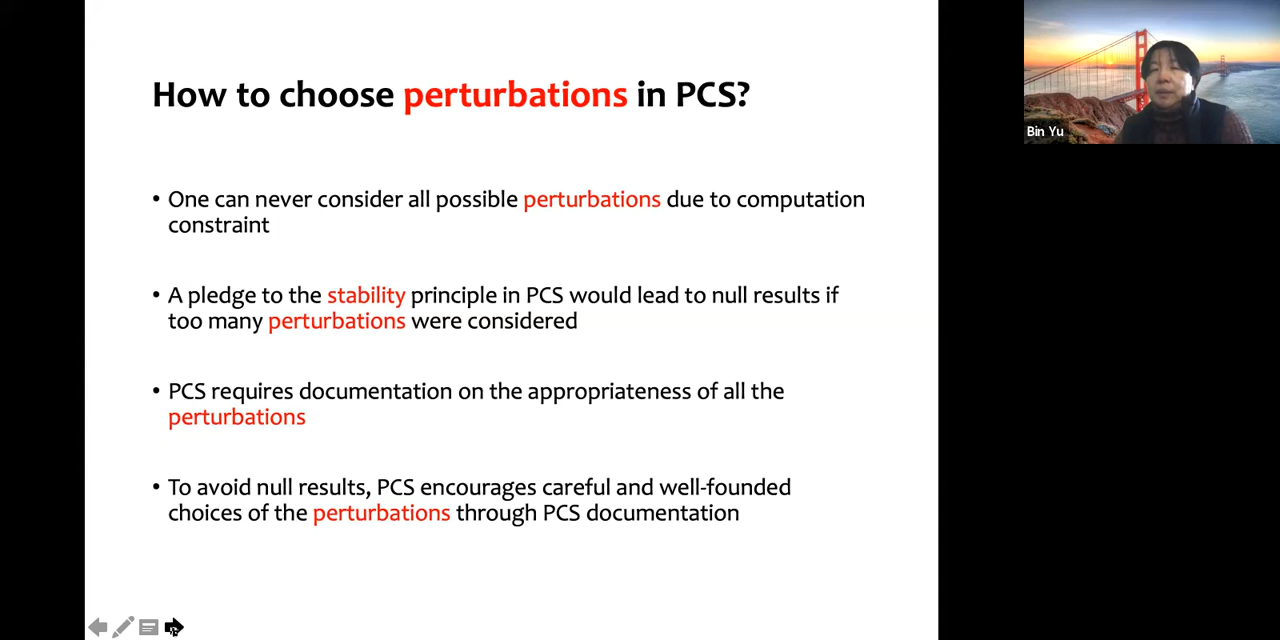 How to choose perturbations in PCS?
• One can never consider all possible perturbations due to computation
constraint
• A pledge to the stability principle in PCS would lead to null results if
too many perturbations were considered
• PCS requires documentation on the appropriateness of all the
perturbations
• To avoid null results, PCS encourages careful and well-founded
choices of the perturbations through PCS documentation
Bin Yu